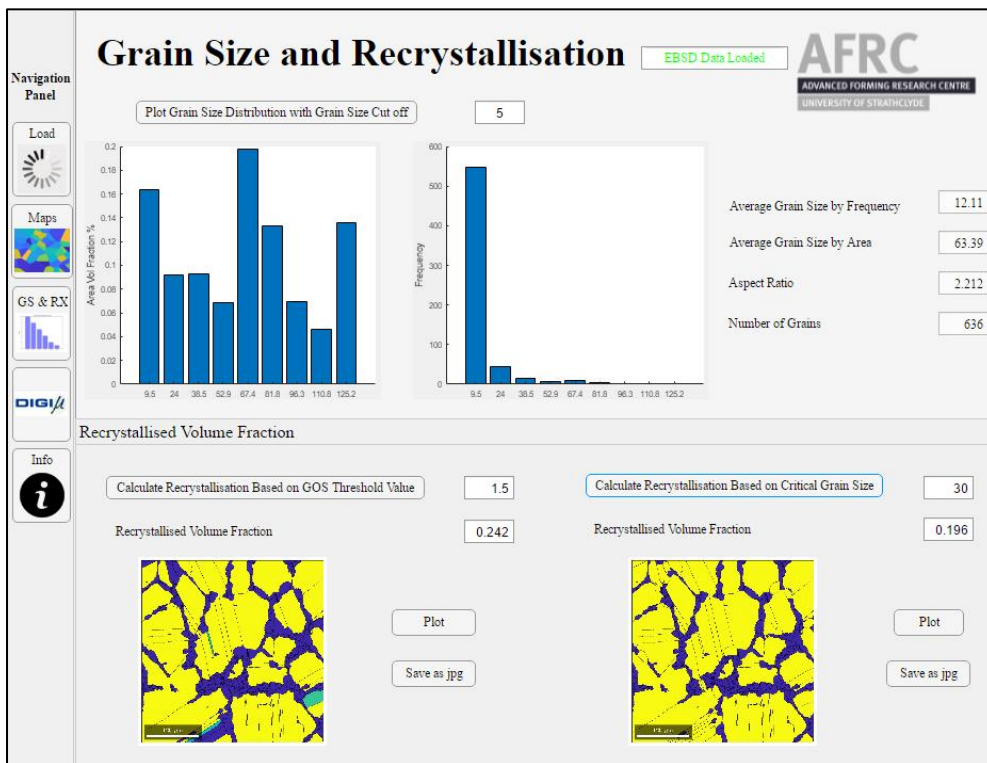 Grain Size and Recrystallisation
EBSD Data Loaded
AFRC
ADVANCED FORMING RESEARCH CENTRE
UNIVERSITY OF STRATHCLYDE
Navigation
Panel
Load
Maps
GS & RX
DIGIμ
Info
Plot Grain Size Distribution with Grain Size Cut off
5
0.2
0.18
0.16
0.14
0.12
0.1
0.08
0.06
0.04
0.02
0
Area Vol Fraction %
9.5 24 38.5 52.9 67.4 81.8 96.3 110.8 125.2
600
500
400
300
200
100
0
Frequency
9.5 24 38.5 52.9 67.4 81.8 96.3 110.8 125.2
Average Grain Size by Frequency 12.11
Average Grain Size by Area 63.39
Aspect Ratio 2.212
Number of Grains 636
Recrystallised Volume Fraction
Calculate Recrystallisation Based on GOS Threshold Value 1.5
Recrystallised Volume Fraction 0.242
Plot
Save as jpg
Calculate Recrystallisation Based on Critical Grain Size 30
Recrystallised Volume Fraction 0.196
Plot
Save as jpg